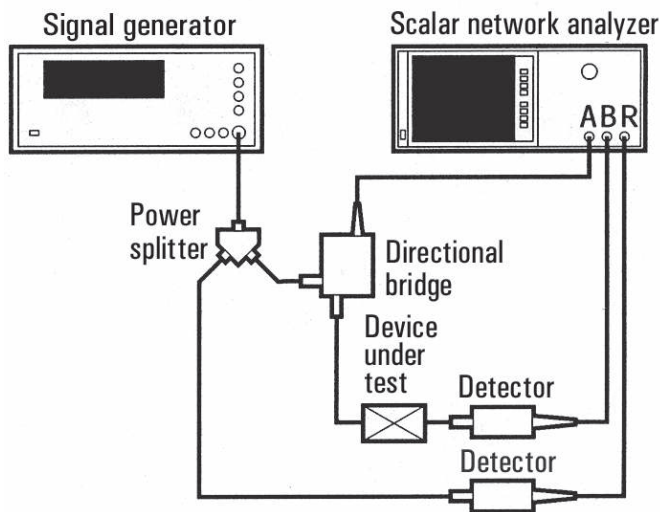 Signal generator
Scalar network analyzer
ABR
Power
splitter
Directional
bridge
Device
under
test
Detector
Detector